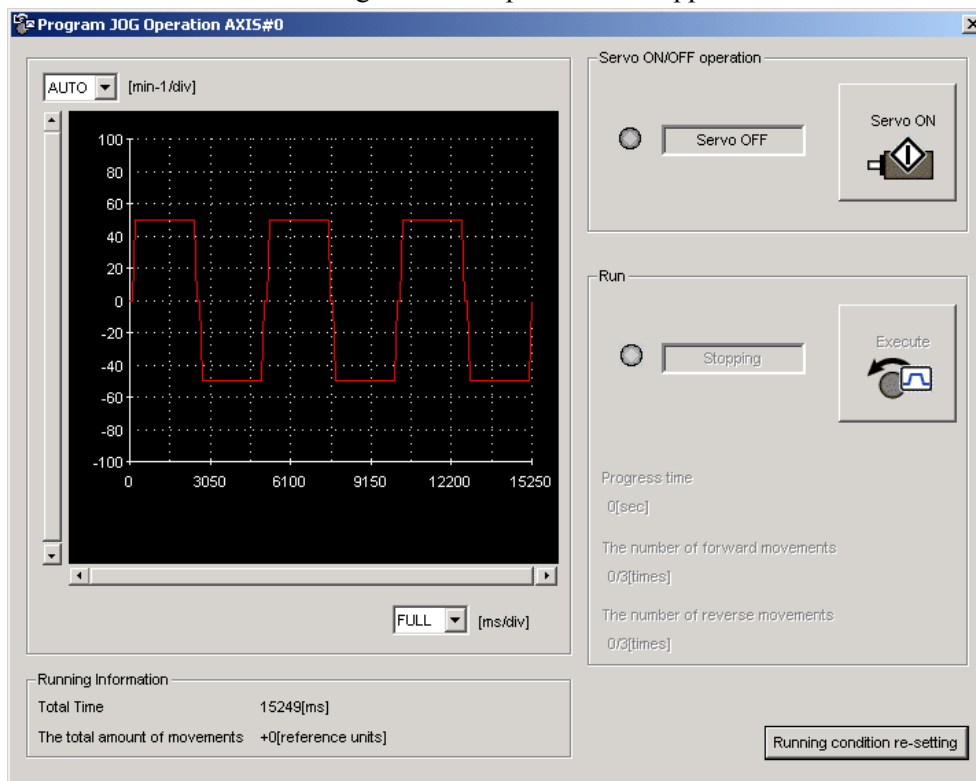 Program JOG Operation AXIS#0
AUTO [min-1/div]
100
80
60
40
20
0
-20
-40
-60
-80
-100
0 3050 6100 9150 12200 15250
FULL [ms/div]
Running Information
Total Time 15249[ms]
The total amount of movements +0[reference units]
Servo ON/OFF operation
Servo OFF
Servo ON
Run
Stopping
Execute
Progress time
0[sec]
The number of forward movements
0/3[times]
The number of reverse movements
0/3[times]
Running condition re-setting